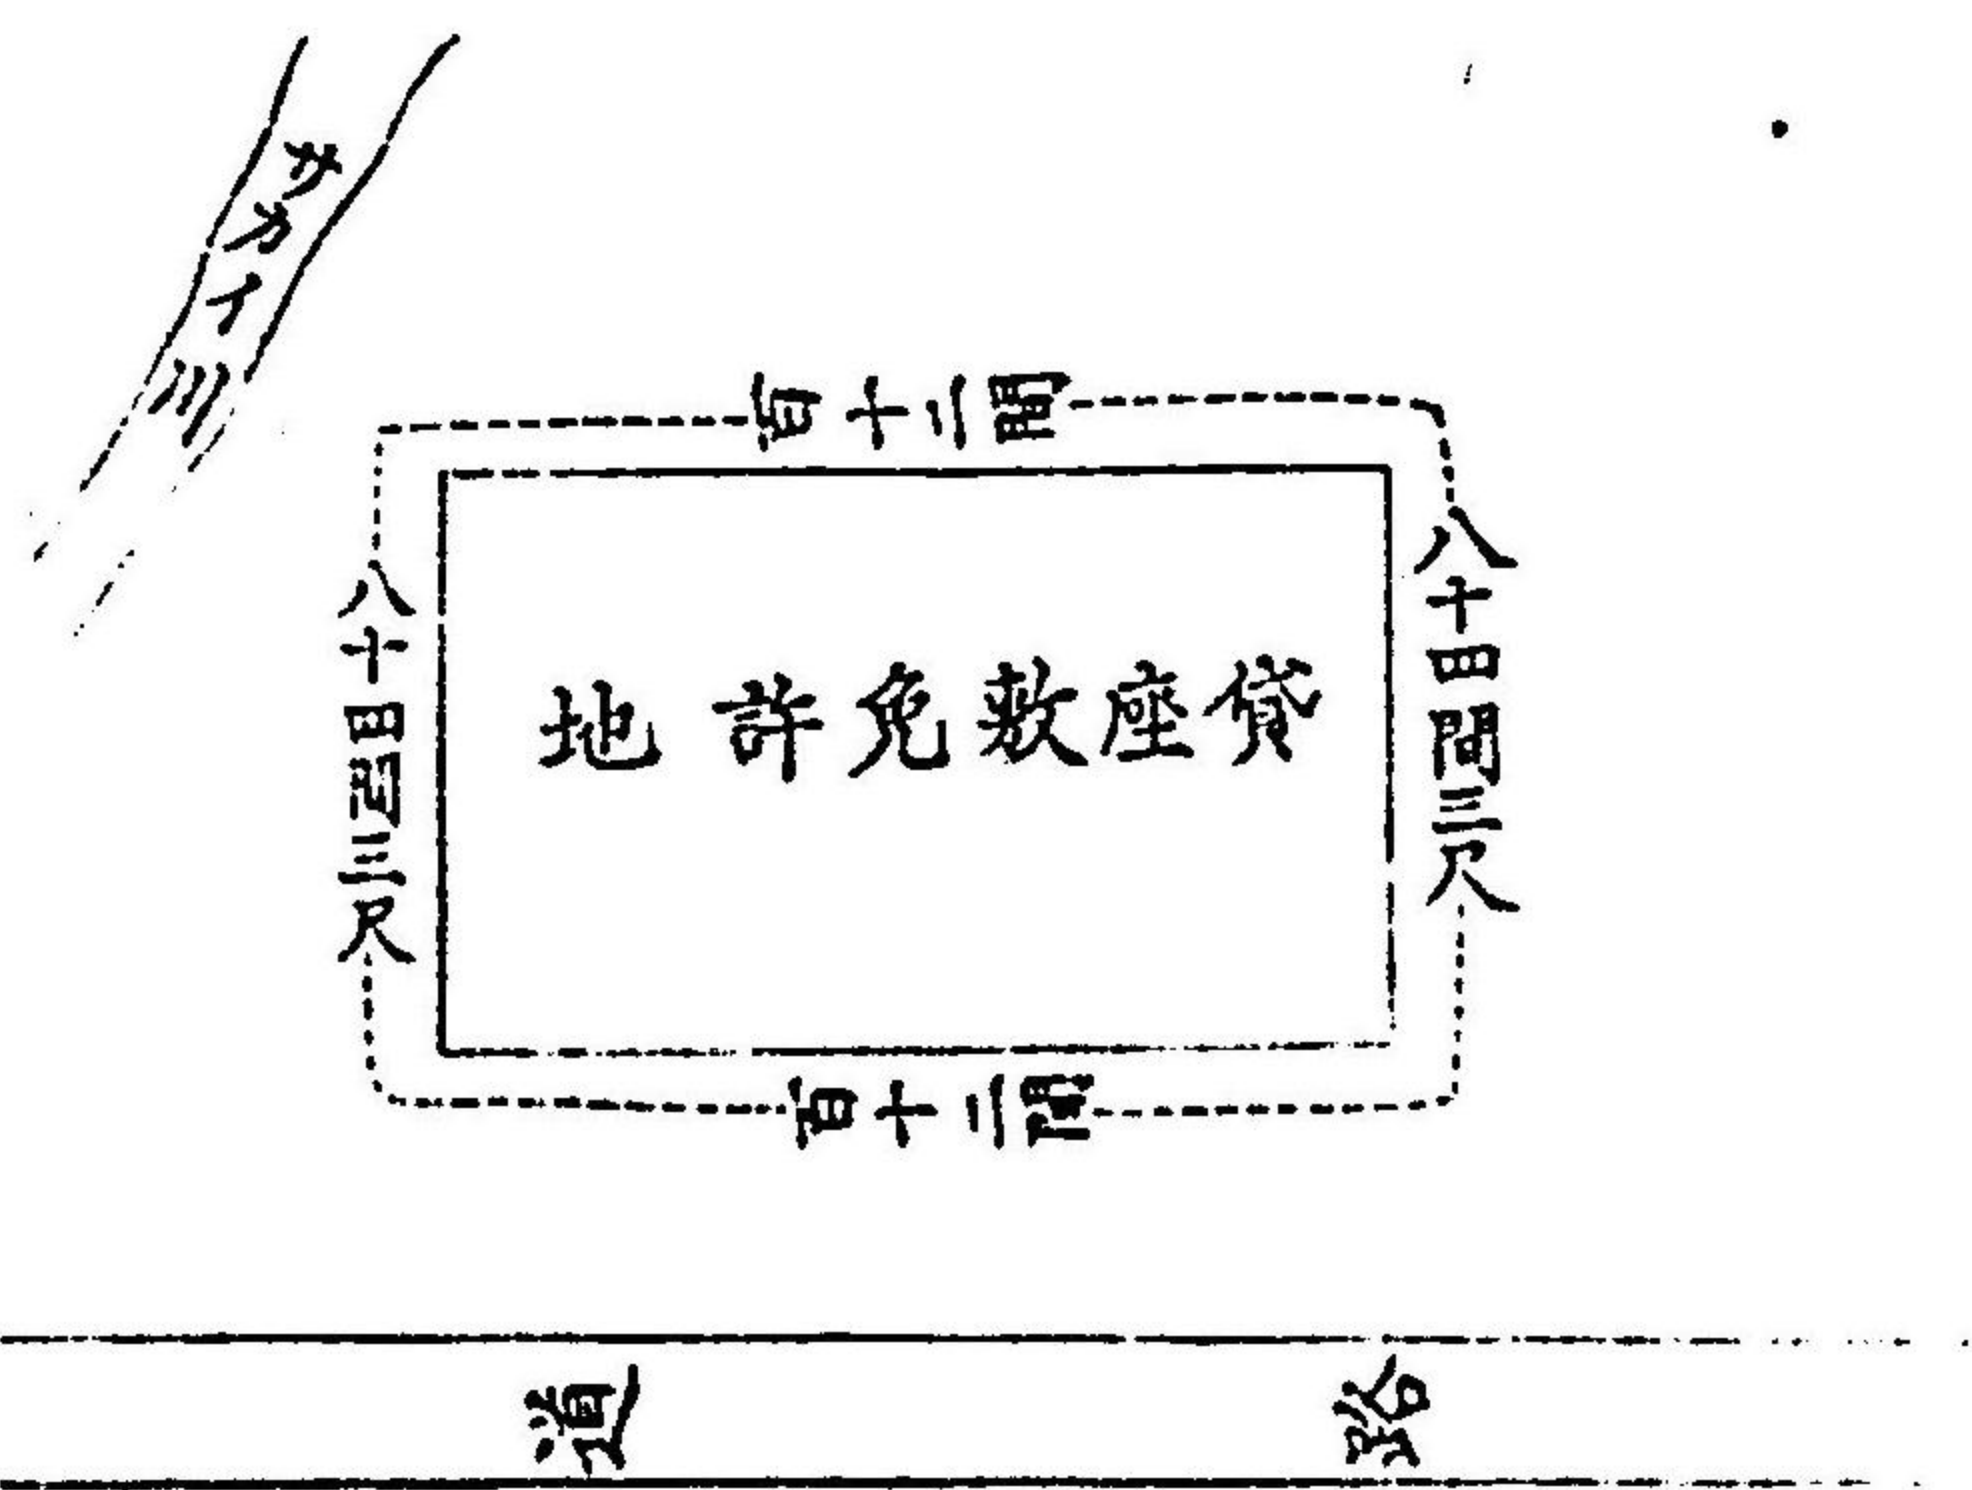 サカイ川
百十二間
八十四間三尺
貸座敷免許地
八十四間三尺
百十二間
道路